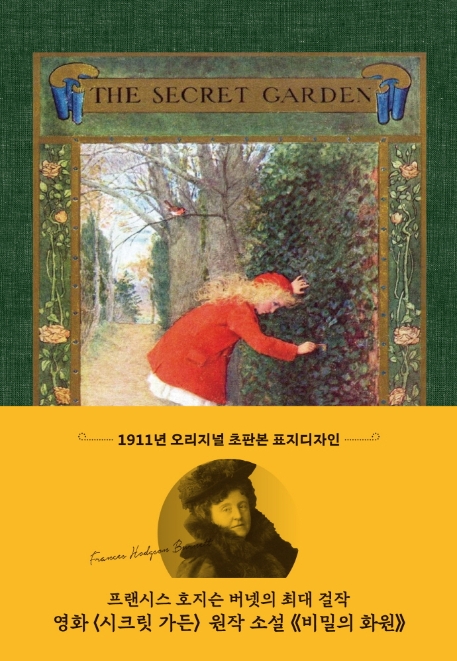 THE SECRET GARDEN
1911년 오리지널 초판본 표지디자인
Frances Hodgson
프랜시스 호지슨 버넷의 최대 걸작
영화 〈시크릿 가든〉 원작 소설 《비밀의 화원》